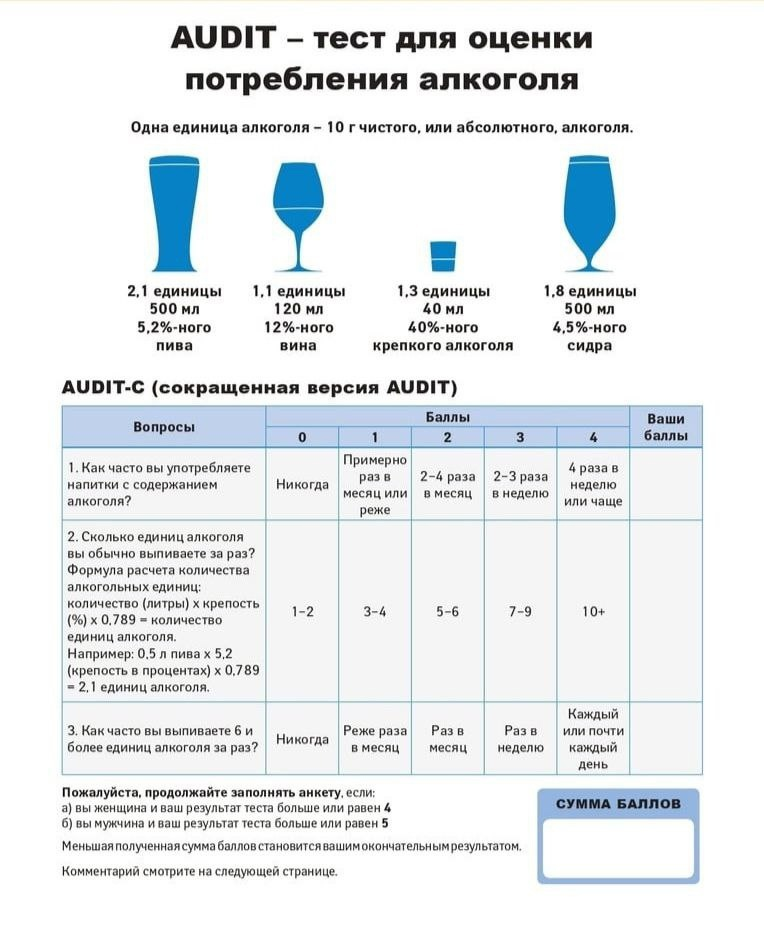 AUDIT – тест для оценки
потребления алкоголя
Одна единица алкоголя – 10 г чистого, или абсолютного, алкоголя.
2,1 единицы
500 мл
5,2%-ного
пива
1,1 единицы
120 мл
12%-ного
вина
1,3 единицы
40 мл
40%-ного
крепкого алкоголя
1,8 единицы
500 мл
4,5%-ного
сидра
AUDIT-C (сокращенная версия AUDIT)
Вопросы
Баллы
Ваши
баллы
0 1 2 3 4
1. Как часто вы употребляете
напитки с содержанием
алкоголя?
Никогда
Примерно
раз в
месяц или
реже
2–4 раза
в месяц
2–3 раза
в неделю
4 раза в
неделю
или чаще
2. Сколько единиц алкоголя
вы обычно выпиваете за раз?
Формула расчета количества
алкогольных единиц:
количество (литры) x крепость
(%) x 0,789 = количество
единиц алкоголя.
Например: 0,5 л пива x 5,2
(крепость в процентах) x 0,789
= 2,1 единиц алкоголя.
1–2
3–4
5–6
7–9
10+
3. Как часто вы выпиваете 6 и
более единиц алкоголя за раз?
Никогда
Реже раза
в месяц
Раз в
месяц
Раз в
неделю
Каждый
или почти
каждый
день
Пожалуйста, продолжайте заполнять анкету, если:
а) вы женщина и ваш результат теста больше или равен 4
б) вы мужчина и ваш результат теста больше или равен 5
Меньшая полученная сумма баллов становится вашим окончательным результатом.
Комментарий смотрите на следующей странице.
СУММА БАЛЛОВ